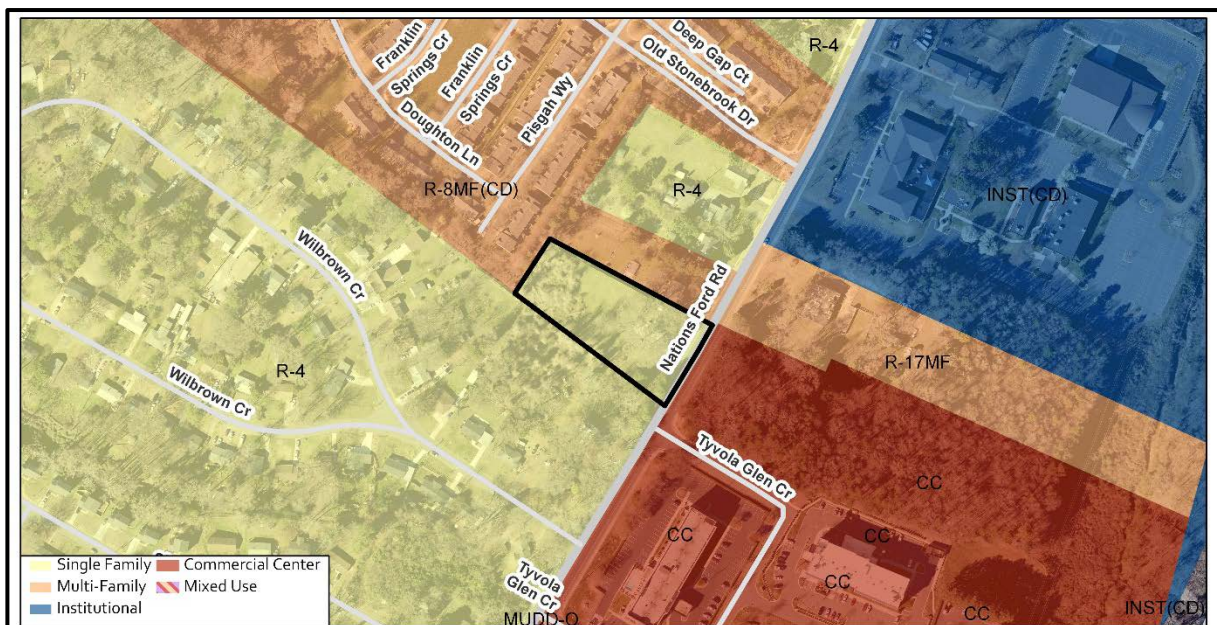 Franklin
Springs Cr
Franklin
Springs Cr
Deep Gap Ct
Old Stonebrook Dr
R-4
Pisgah Wy
Doughton Ln
R-8MF(CD)
R-4
INST(CD)
Wilbrown Cr
Nations Ford Rd
R-4
R-17MF
Wilbrown Cr
Tyvola Glen Cr
CC
CC
CC
CC
CC
Tyvola
Glen Cr
MUDD-O
INST(CD)
Single Family
Commercial Center
Multi-Family
Mixed Use
Institutional